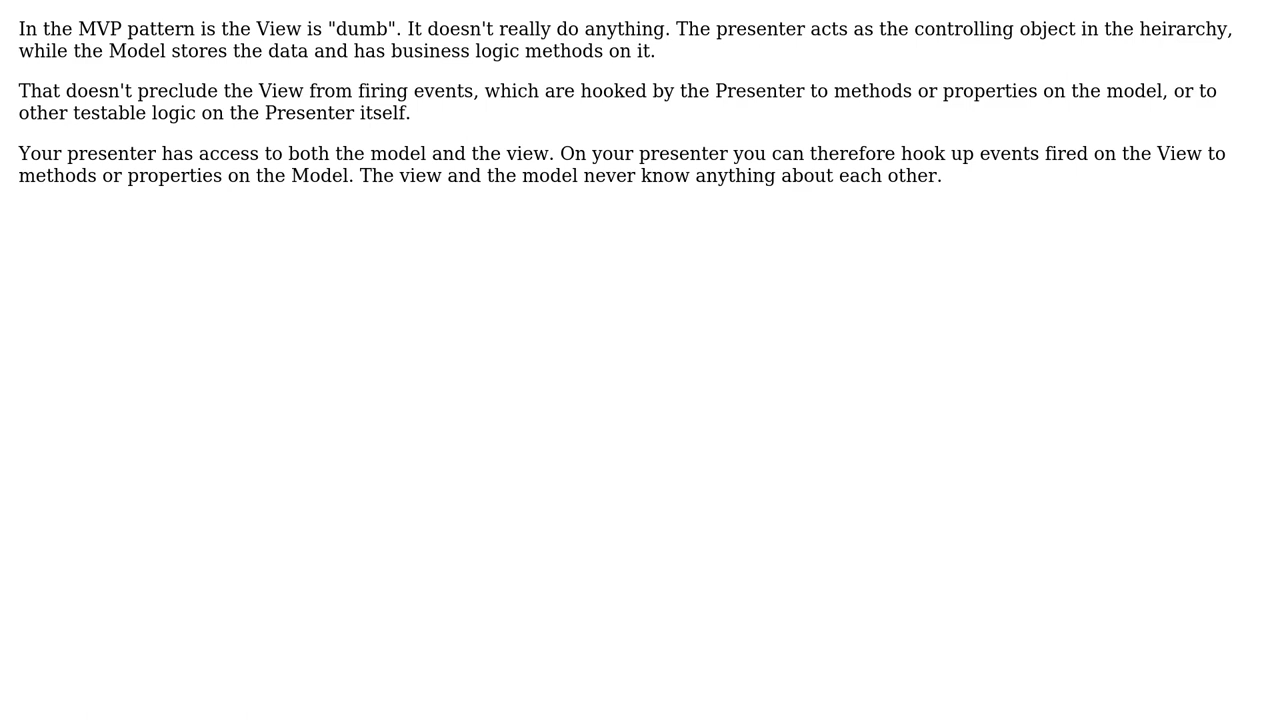 In the MVP pattern is the View is "dumb". It doesn't really do anything. The presenter acts as the controlling object in the heirarchy,
while the Model stores the data and has business logic methods on it.
That doesn't preclude the View from firing events, which are hooked by the Presenter to methods or properties on the model, or to
other testable logic on the Presenter itself.
Your presenter has access to both the model and the view. On your presenter you can therefore hook up events fired on the View to
methods or properties on the Model. The view and the model never know anything about each other.